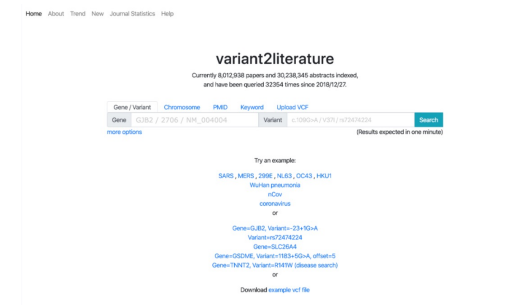 Home About Trend New Journal Statistics Help
variant2literature
Currently 8,012,938 papers and 30,238,345 abstracts indexed,
and have been queried 32354 times since 2018/12/27.
Gene / Variant Chromosome PMID Keyword Upload VCF
Gene GJB2 / 2706 / NM_004004 Variant c.109G>A / V37I / rs72474224 Search
more options (Results expected in one minute)
Try an example:
SARS , MERS , 299E , NL63 , OC43 , HKU1
WuHan pneumonia
nCov
coronavirus
or
Gene=GJB2, Variant=-23+1G>A
Variant=rs72474224
Gene=SLC26A4
Gene=GSDME, Variant=1183+5G>A, offset=5
Gene=TNNT2, Variant=R141W (disease search)
or
Download example vcf file